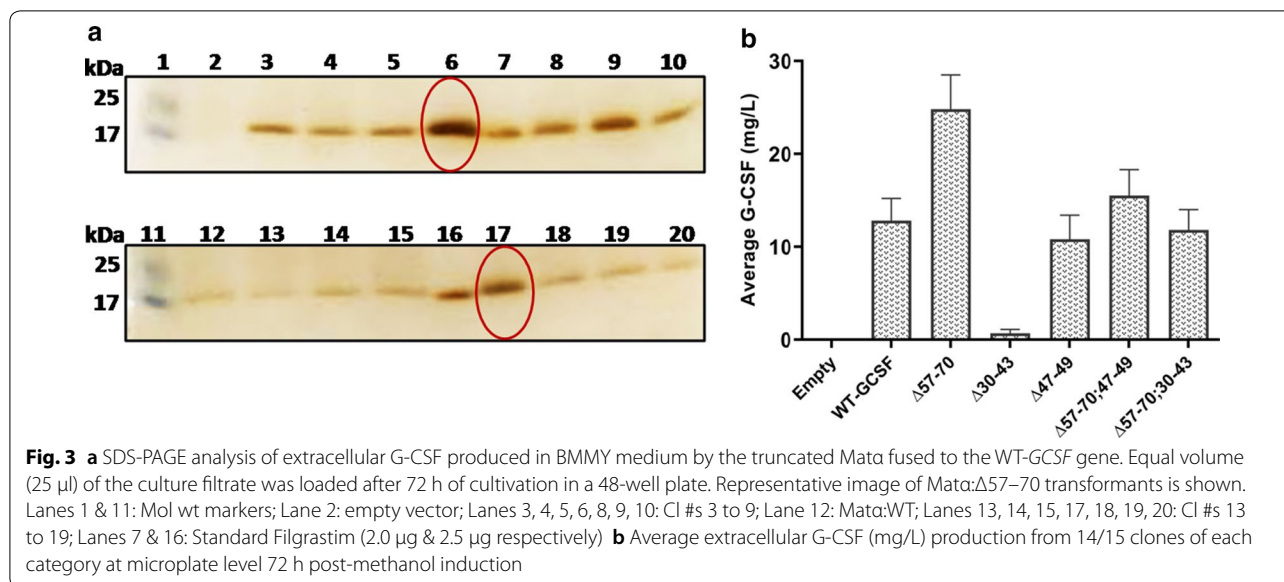 a
1 2 3 4 5 6 7 8 9 10
kDa
25
17
kDa 11 12 13 14 15 16 17 18 19 20
25
17
b
Average G-CSF (mg/L)
30
20
10
0
Empty
WT-GCSF
Δ57-70
Δ30-43
Δ47-49
Δ57-70;47-49
Δ57-70;30-43
Fig. 3 a SDS-PAGE analysis of extracellular G-CSF produced in BMMY medium by the truncated Matα fused to the WT-GCSF gene. Equal volume
(25 μl) of the culture filtrate was loaded after 72 h of cultivation in a 48-well plate. Representative image of Matα:Δ57–70 transformants is shown.
Lanes 1 & 11: Mol wt markers; Lane 2: empty vector; Lanes 3, 4, 5, 6, 8, 9, 10: Cl #s 3 to 9; Lane 12: Matα:WT; Lanes 13, 14, 15, 17, 18, 19, 20: Cl #s 13
to 19; Lanes 7 & 16: Standard Filgrastim (2.0 μg & 2.5 μg respectively) b Average extracellular G-CSF (mg/L) production from 14/15 clones of each
category at microplate level 72 h post-methanol induction